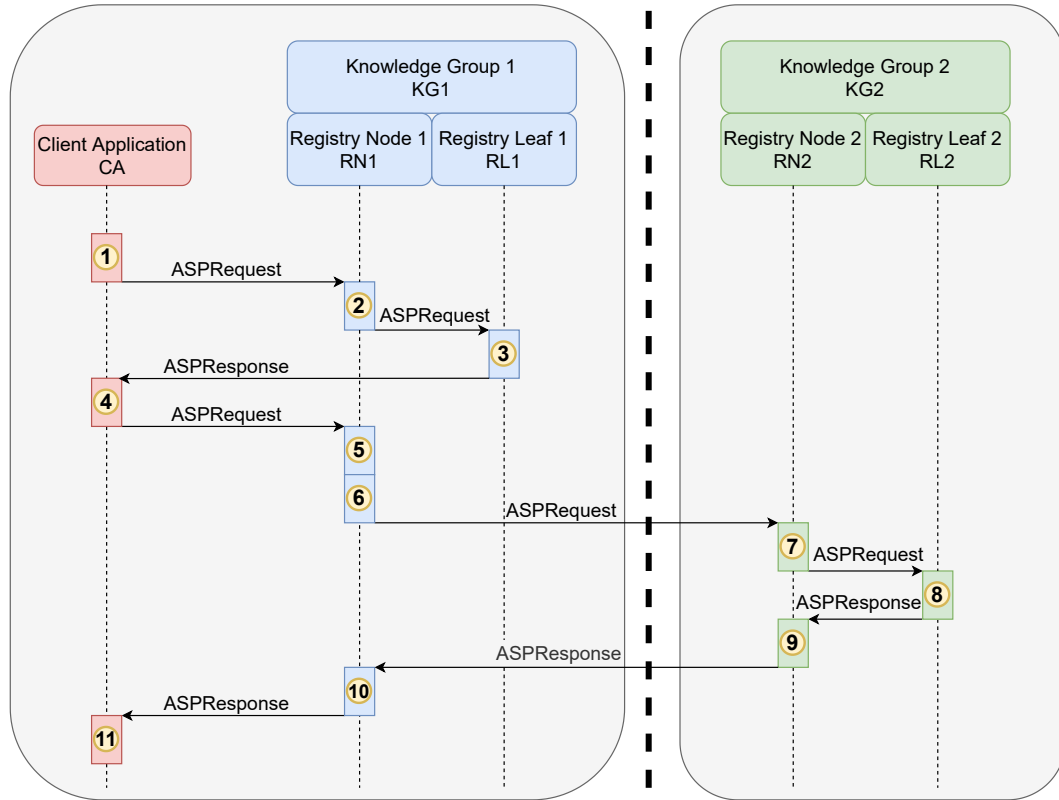 Knowledge Group 1
KG1
Knowledge Group 2
KG2
Client Application
CA
Registry Node 1
RN1
Registry Leaf 1
RL1
Registry Node 2
RN2
Registry Leaf 2
RL2
1
ASPRequest
2
ASPRequest
3
ASPResponse
4
ASPRequest
5
6
ASPRequest
7
ASPRequest
8
ASPResponse
9
ASPResponse
10
ASPResponse
11